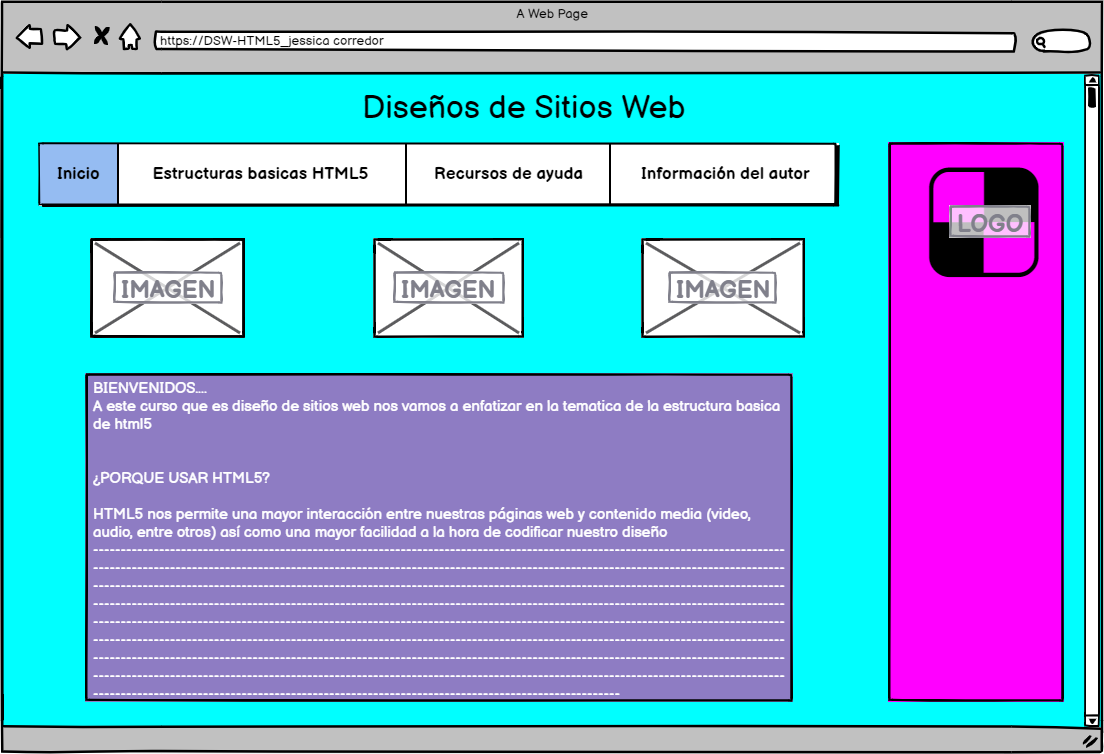 A Web Page
https://DSW-HTML5_jessica corredor
Diseños de Sitios Web
Inicio
Estructuras basicas HTML5
Recursos de ayuda
Información del autor
LOGO
IMAGEN
IMAGEN
IMAGEN
BIENVENIDOS....
A este curso que es diseño de sitios web nos vamos a enfatizar en la tematica de la estructura basica
de html5
¿PORQUE USAR HTML5?
HTML5 nos permite una mayor interacción entre nuestras páginas web y contenido media (video,
audio, entre otros) así como una mayor facilidad a la hora de codificar nuestro diseño